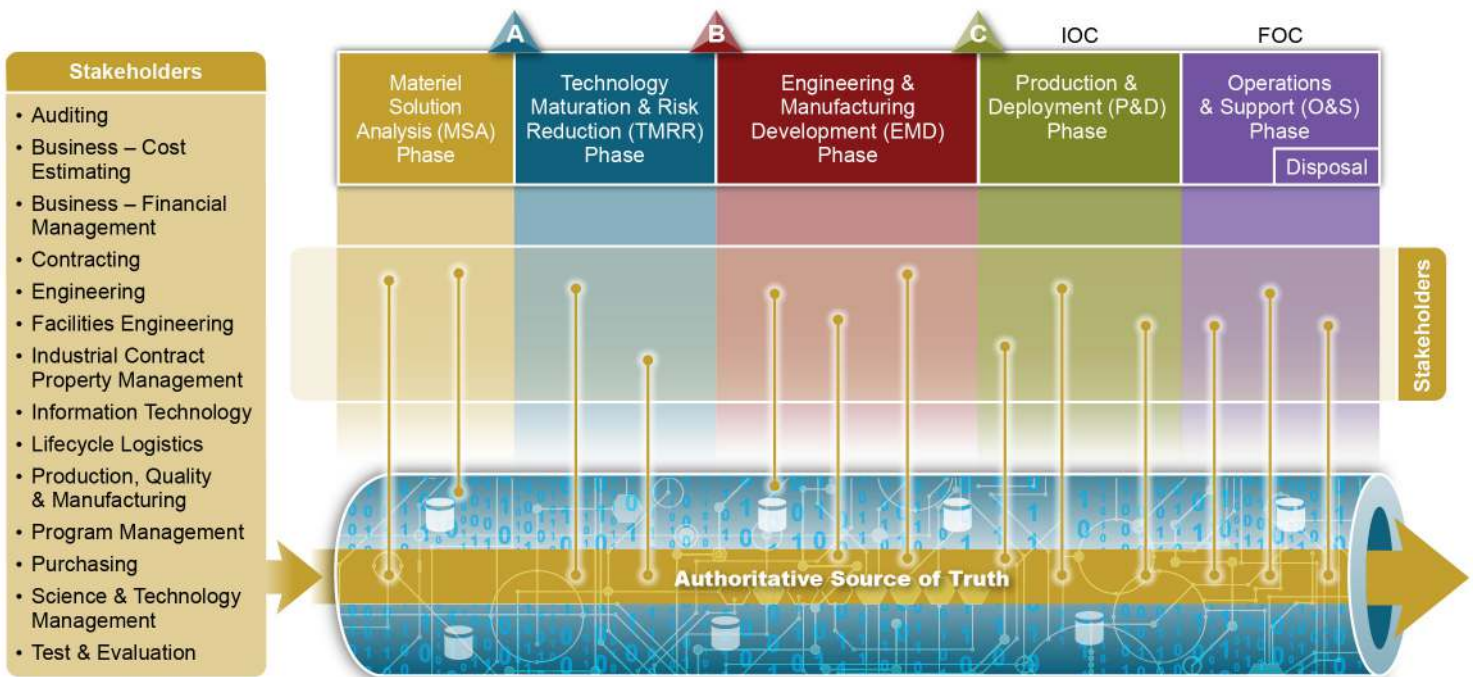 Stakeholders
• Auditing
• Business – Cost
Estimating
• Business – Financial
Management
• Contracting
• Engineering
• Facilities Engineering
• Industrial Contract
Property Management
• Information Technology
• Lifecycle Logistics
• Production, Quality
& Manufacturing
• Program Management
• Purchasing
• Science & Technology
Management
• Test & Evaluation
A
B
C
IOC
FOC
Materiel
Solution
Analysis (MSA)
Phase
Technology
Maturation & Risk
Reduction (TMRR)
Phase
Engineering &
Manufacturing
Development (EMD)
Phase
Production &
Deployment (P&D)
Phase
Operations
& Support (O&S)
Phase
Disposal
Stakeholders
Authoritative Source of Truth